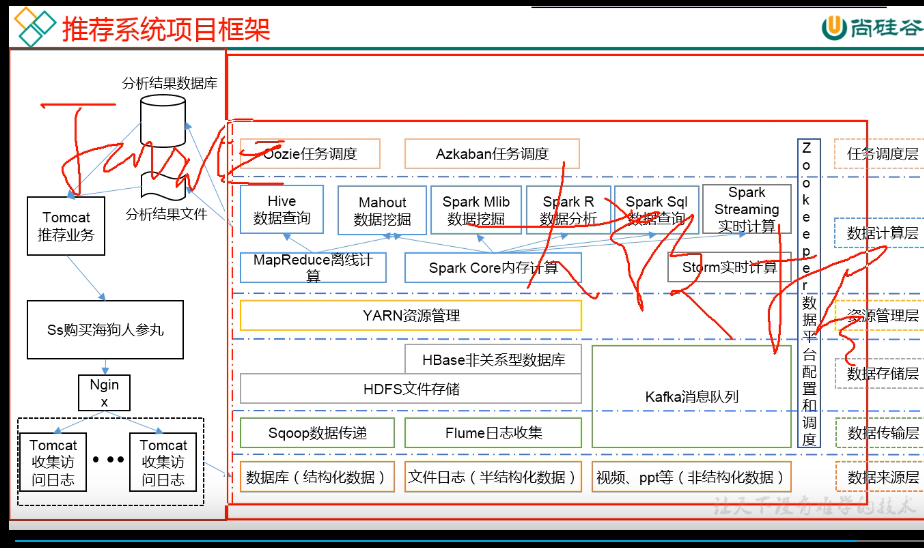 推荐系统项目框架
尚硅谷
分析结果数据库
分析结果文件
Tomcat
推荐业务
Ss购买海狗人参丸
Ngin
x
Tomcat
收集访
问日志
Tomcat
收集访
问日志
Java
大数据
Oozie任务调度
Azkaban任务调度
任务调度层
Hive
数据查询
Mahout
数据挖掘
Spark Mlib
数据挖掘
Spark R
数据分析
Spark Sql
数据查询
Spark
Streaming
实时计算
数据计算层
MapReduce离线计
算
Spark Core内存计算
Storm实时计算
YARN资源管理
资源管理层
HBase非关系型数据库
HDFS文件存储
Kafka消息队列
数据存储层
Sqoop数据传递
Flume日志收集
数据传输层
数据库（结构化数据）
文件日志（半结构化数据）
视频、ppt等（非结构化数据）
数据来源层
Zookeeper数据平台配置和调度
让天下没有难学的技术